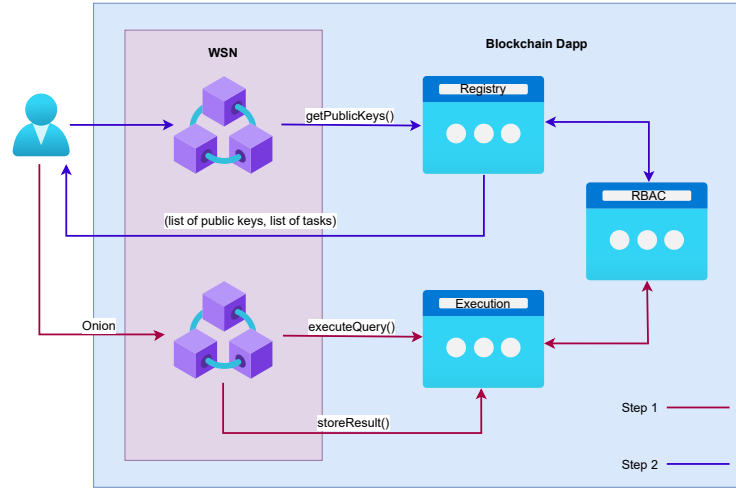 WSN
Blockchain Dapp
Registry
getPublicKeys()
RBAC
(list of public keys, list of tasks)
Execution
Onion
executeQuery()
storeResult()
Step 1
Step 2